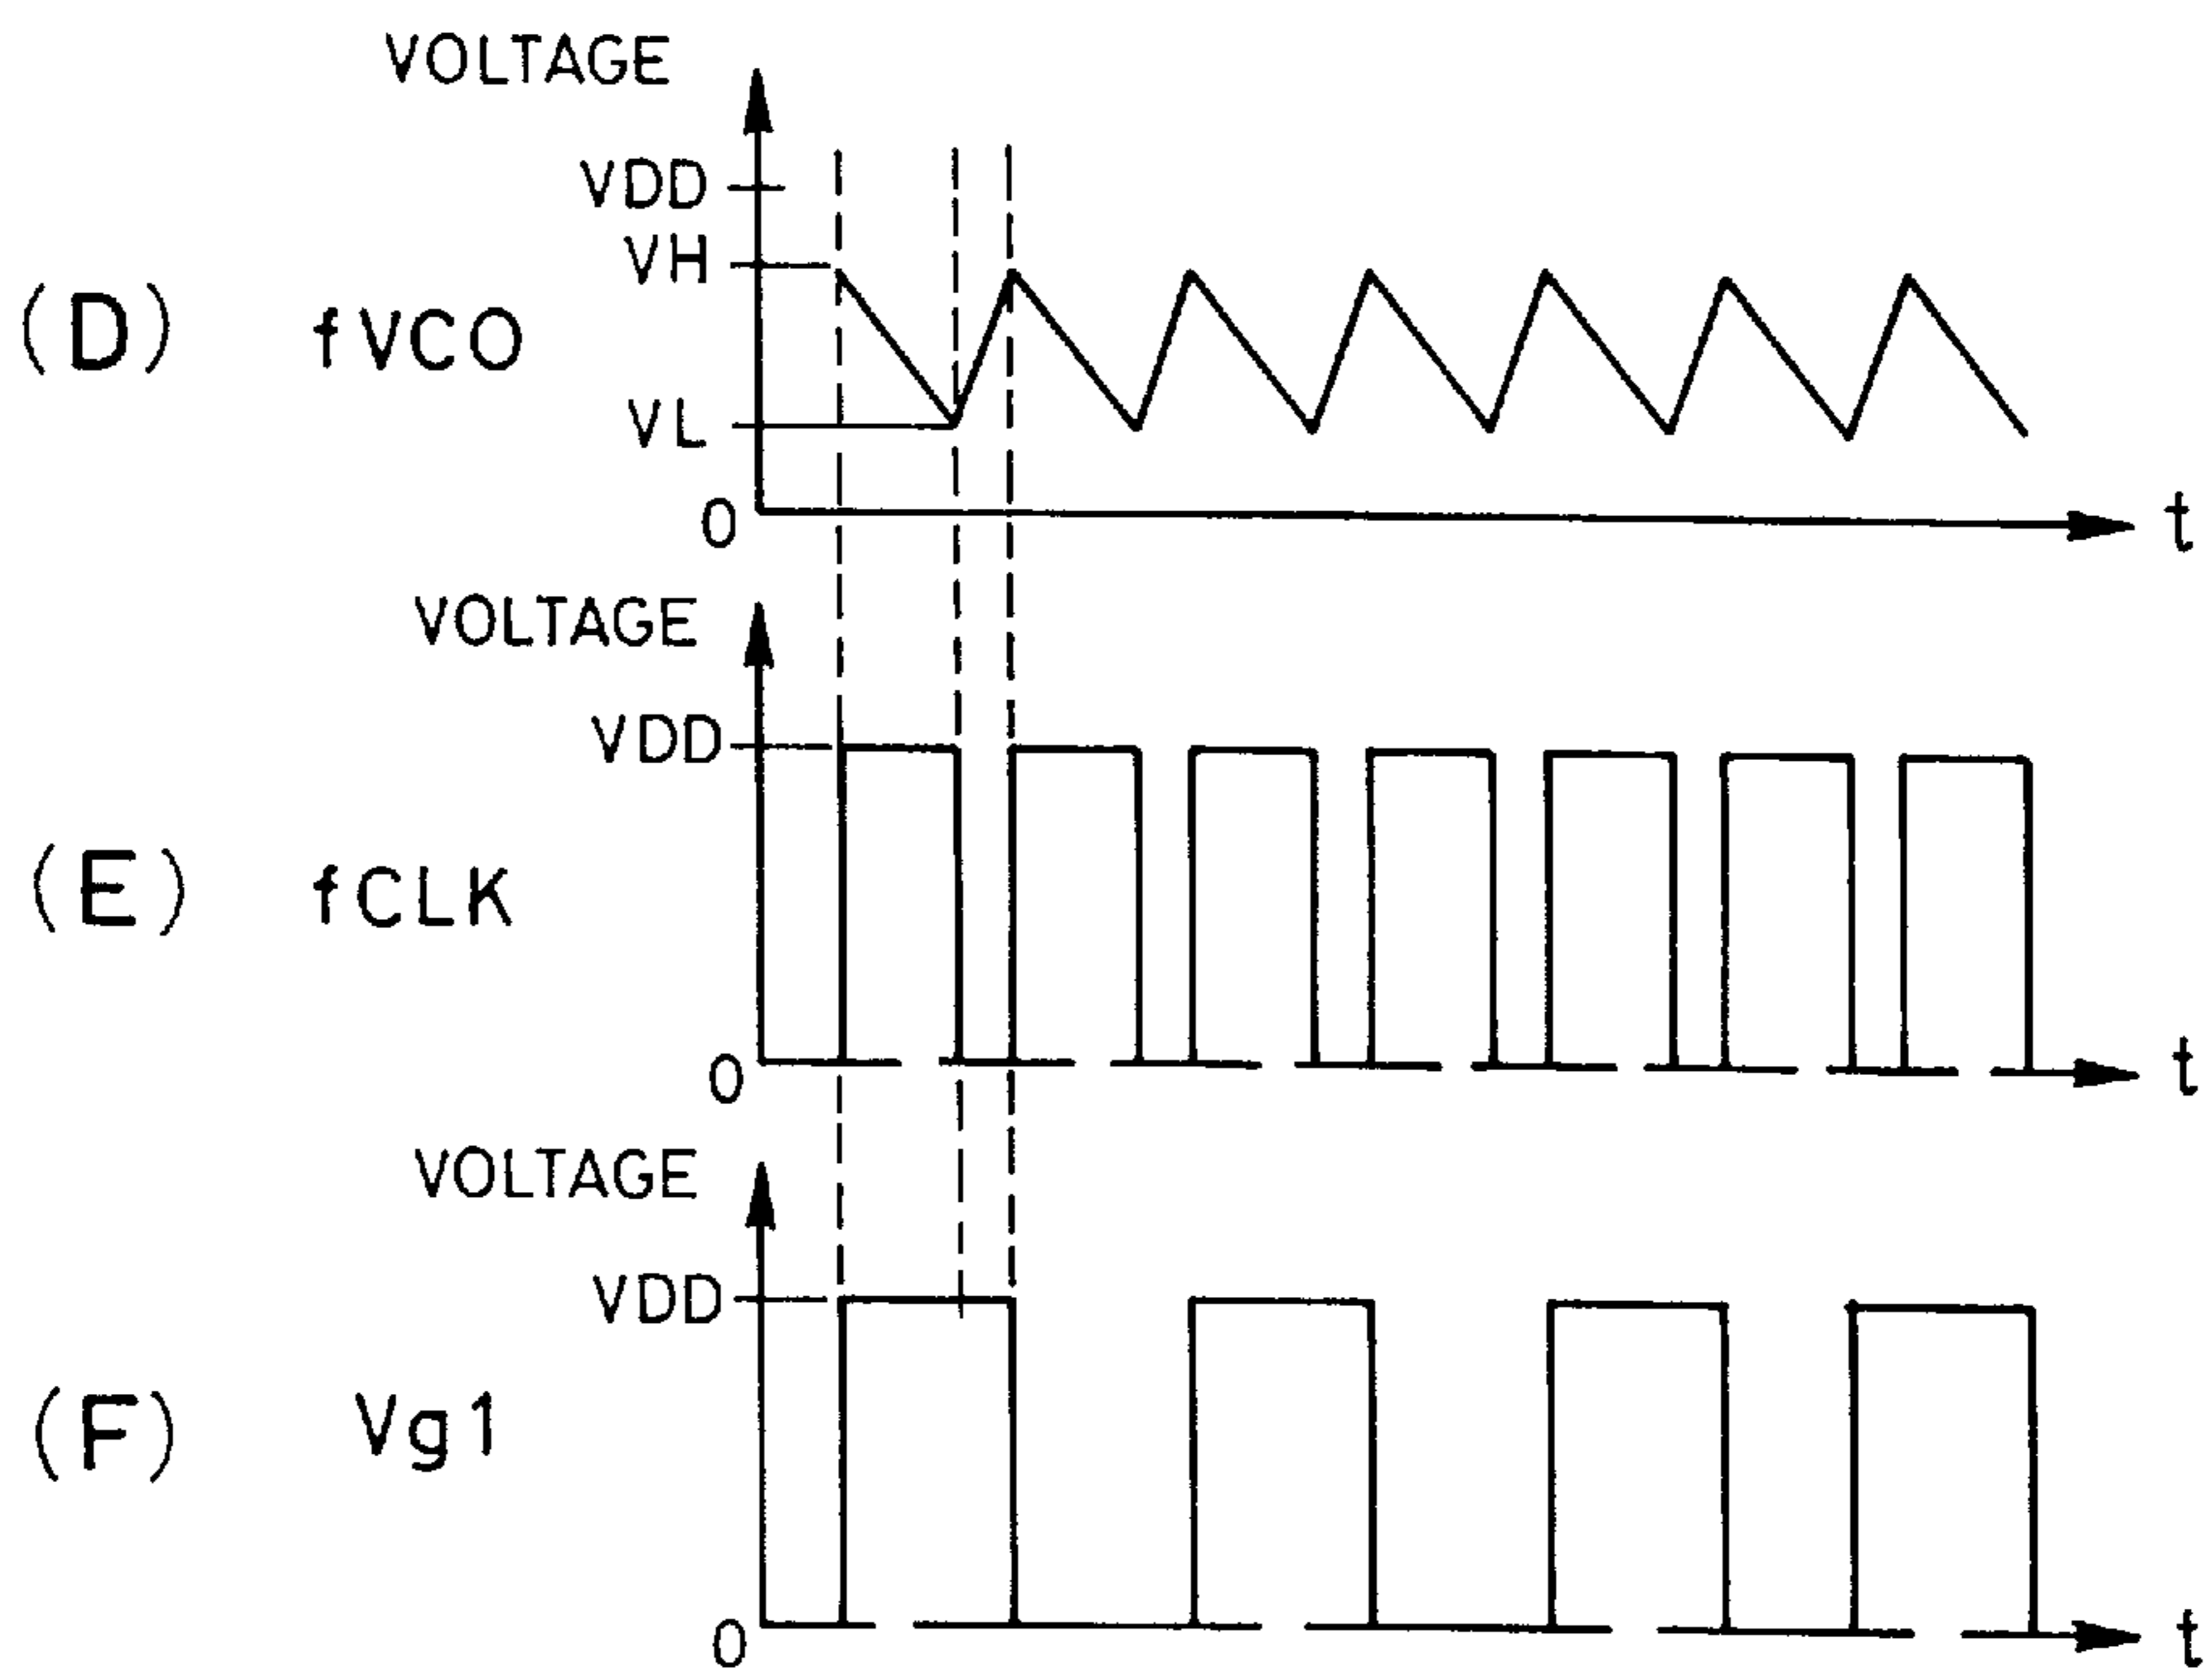 VOLTAGE
VDD
VH
(D) fVCO
VL
0
t
VOLTAGE
VDD
(E) fCLK
0
t
VOLTAGE
VDD
(F) Vg1
0
t